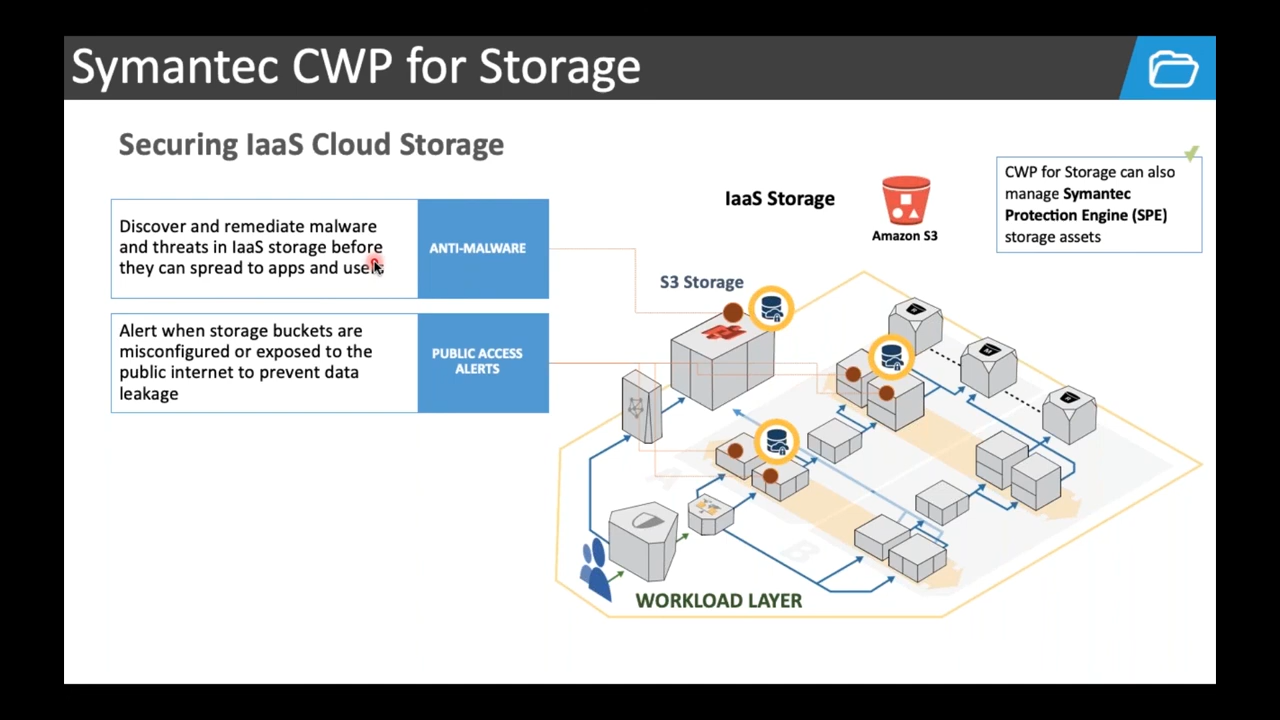 Symantec CWP for Storage
Securing IaaS Cloud Storage
Discover and remediate malware
and threats in IaaS storage before
they can spread to apps and users
ANTI-MALWARE
Alert when storage buckets are
misconfigured or exposed to the
public internet to prevent data
leakage
PUBLIC ACCESS
ALERTS
IaaS Storage
Amazon S3
CWP for Storage can also
manage Symantec
Protection Engine (SPE)
storage assets
S3 Storage
A
B
WORKLOAD LAYER